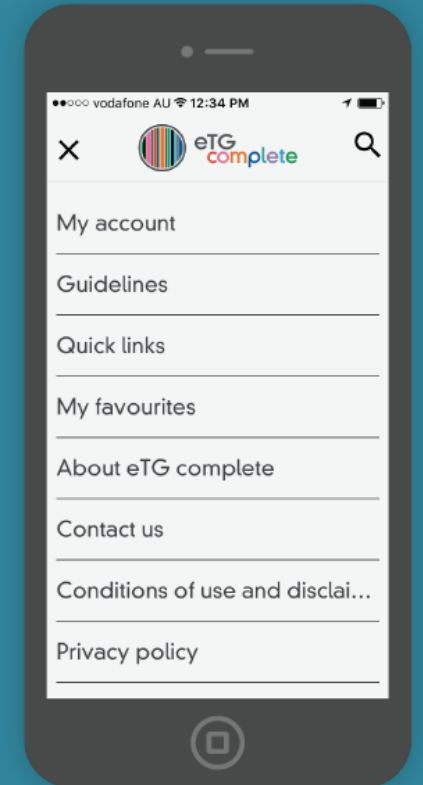 vodafone AU 12:34 PM
eTG
complete
My account
Guidelines
Quick links
My favourites
About eTG complete
Contact us
Conditions of use and disclai...
Privacy policy